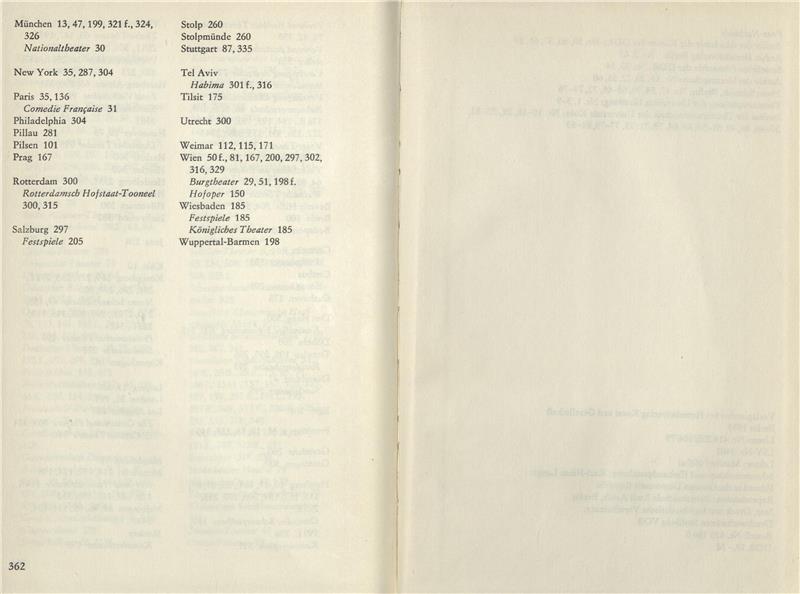 München 13, 47, 199, 321 f., 324,
326
Nationaltheater 30
New York 35, 287, 304
Paris 35, 136
Comedie Française 31
Philadelphia 304
Pillau 281
Pilsen 101
Prag 167
Rotterdam 300
Rotterdamsch Hofstaat-Tooneel
300, 315
Salzburg 297
Festspiele 205
Stolp 260
Stolpmünde 260
Stuttgart 87, 335
Tel Aviv
Habima 301 f., 316
Tilsit 175
Utrecht 300
Weimar 112, 115, 171
Wien 50 f., 81, 167, 200, 297, 302,
316, 329
Burgtheater 29, 51, 198 f.
Hofoper 150
Wiesbaden 185
Festspiele 185
Königliches Theater 185
Wuppertal-Barmen 198
362